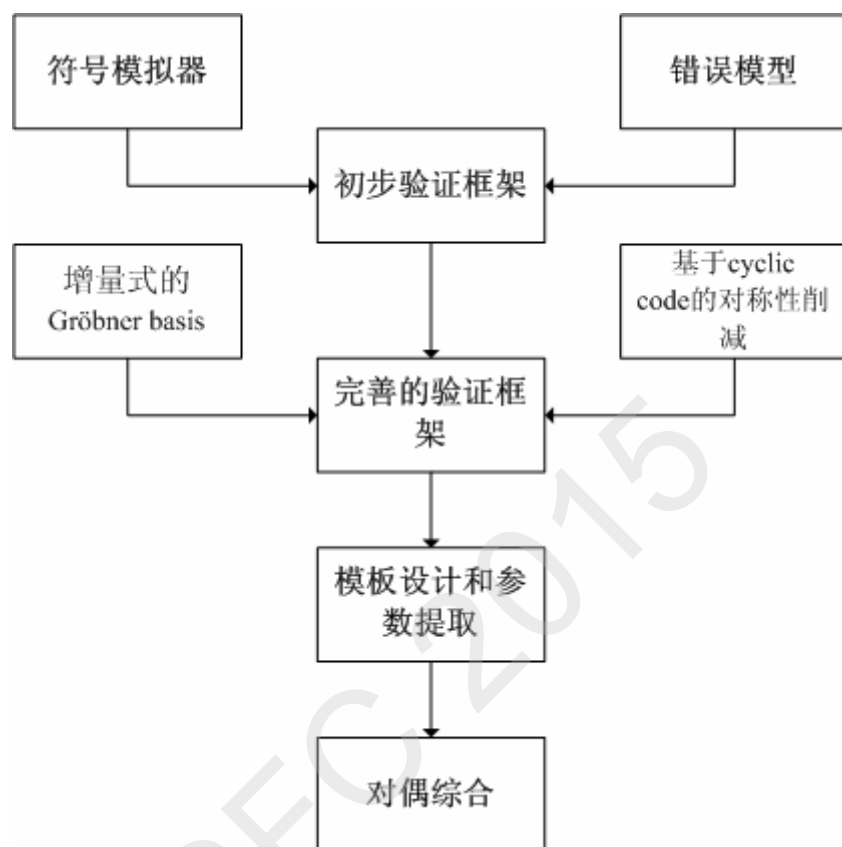 符号模拟器
错误模型
初步验证框架
增量式的
Gröbner basis
基于cyclic
code的对称性削
减
完善的验证框
架
模板设计和参
数提取
对偶综合
FC 2015